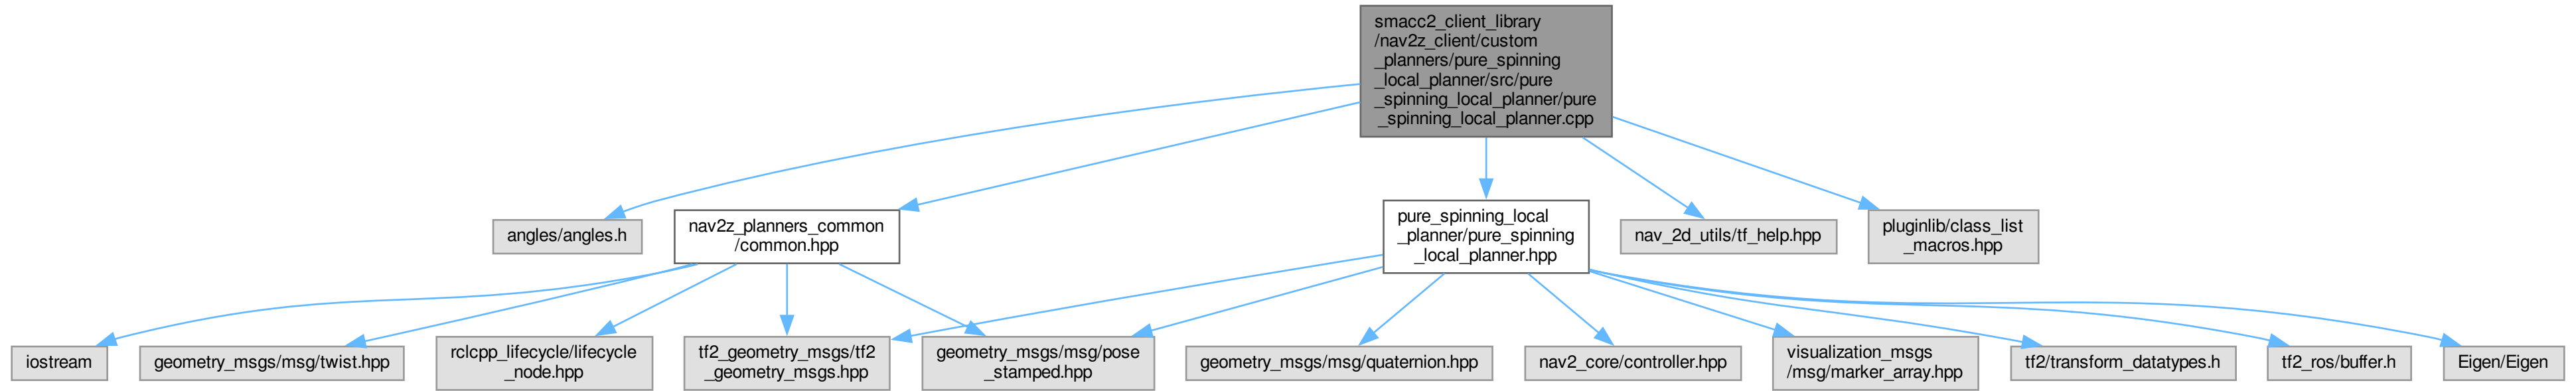 smacc2_client_library
/nav2z_client/custom
_planners/pure_spinning
_local_planner/src/pure
_spinning_local_planner/pure
_spinning_local_planner.cpp
angles/angles.h
nav2z_planners_common
/common.hpp
pure_spinning_local
_planner/pure_spinning
_local_planner.hpp
nav_2d_utils/tf_help.hpp
pluginlib/class_list
_macros.hpp
iostream
geometry_msgs/msg/twist.hpp
rclcpp_lifecycle/lifecycle
_node.hpp
tf2_geometry_msgs/tf2
_geometry_msgs.hpp
geometry_msgs/msg/pose
_stamped.hpp
geometry_msgs/msg/quaternion.hpp
nav2_core/controller.hpp
visualization_msgs
/msg/marker_array.hpp
tf2/transform_datatypes.h
tf2_ros/buffer.h
Eigen/Eigen